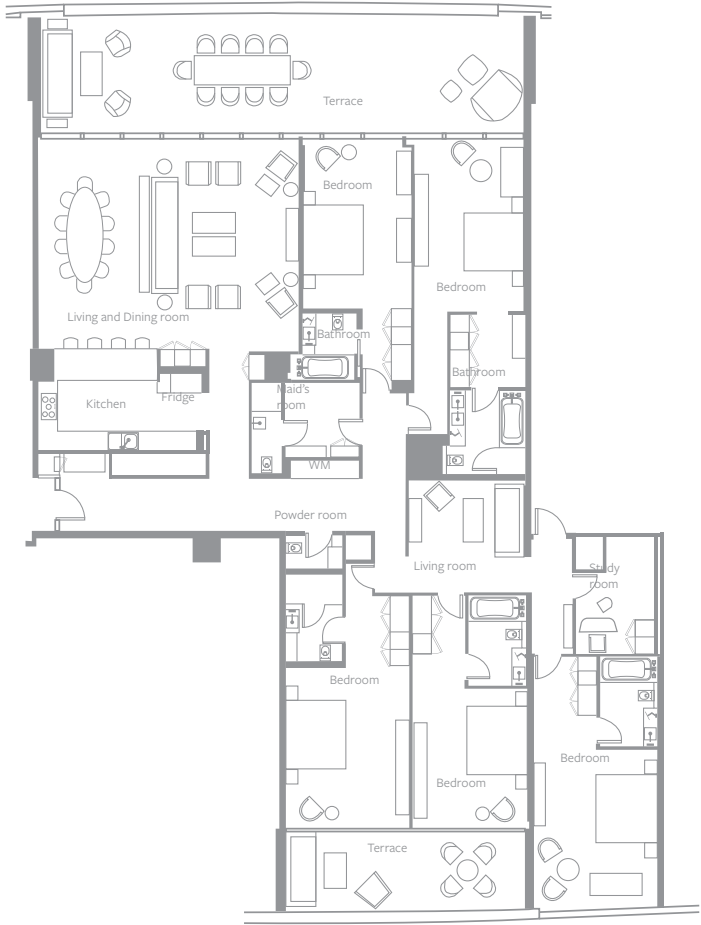 Terrace
Bedroom
Bedroom
Living and Dining room
Bathroom
Bathroom
Maid's
room
Fridge
Kitchen
WM
Powder room
Living room
Study
room
Bedroom
Bedroom
Bedroom
Terrace